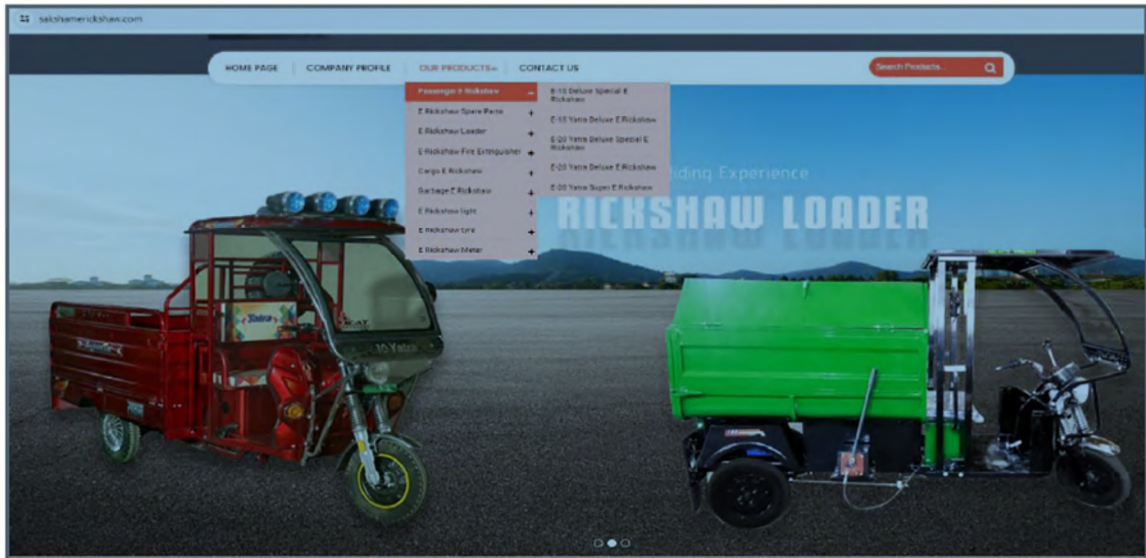 sakshamerickshaw.com
HOME PAGE
COMPANY PROFILE
OUR PRODUCTS
CONTACT US
Search Products...
Passenger E Rickshaw
E Rickshaw Spare Parts
E-Rickshaw Loader
E-Rickshaw Fire Extinguisher
Cargo E Rickshaw
Garbage E Rickshaw
E Rickshaw light
E Rickshaw tyre
E Rickshaw Meter
E-10 Deluxe Special E
Rickshaw
E-10 Yatra Deluxe E Rickshaw
E-20 Yatra Deluxe Special E
Rickshaw
E-20 Yatra Deluxe E Rickshaw
E-20 Yatra Super E Rickshaw
iding Experience
RICKSHAW LOADER
Yatra
Yatra